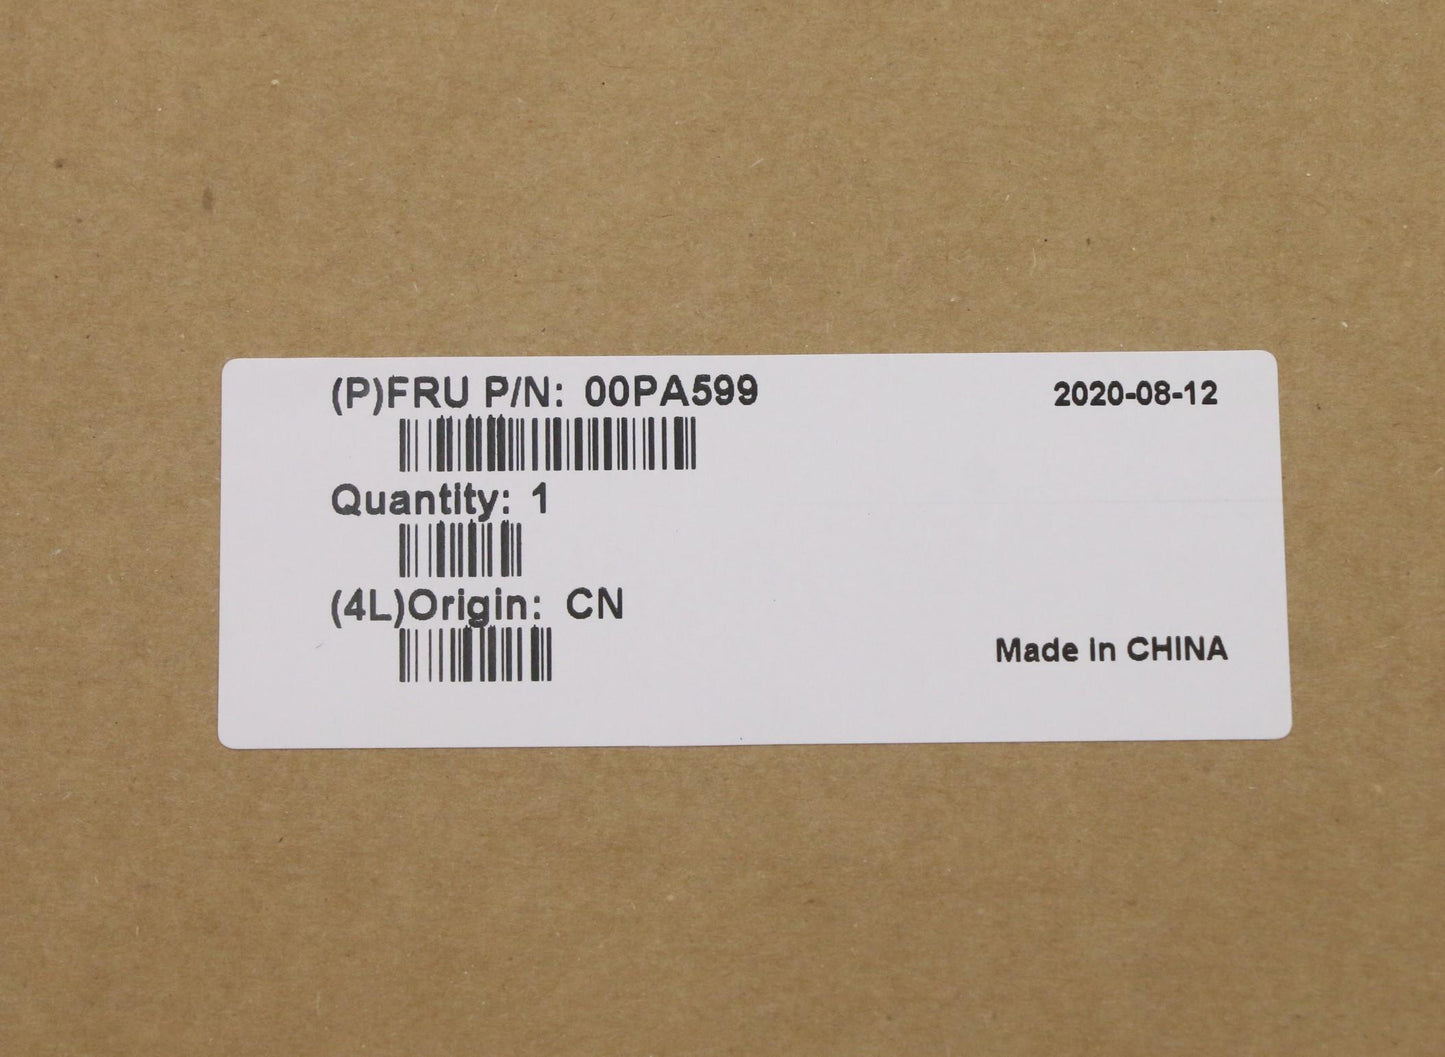 (P)FRU P/N: 00PA599 2020-08-12
Quantity: 1
(4L)Origin: CN
Made in CHINA